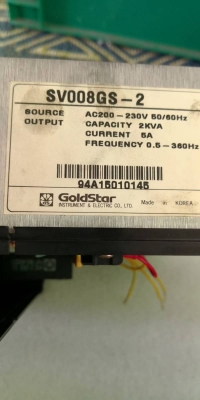 SV008GS-2
SOURCE AC200-230V 50/60Hz
OUTPUT CAPACITY 2KVA
CURRENT 5A
FREQUENCY 0.5-360Hz
94A15010145
GoldStar
INSTRUMENT & ELECTRIC CO., LTD. Made in KOREA